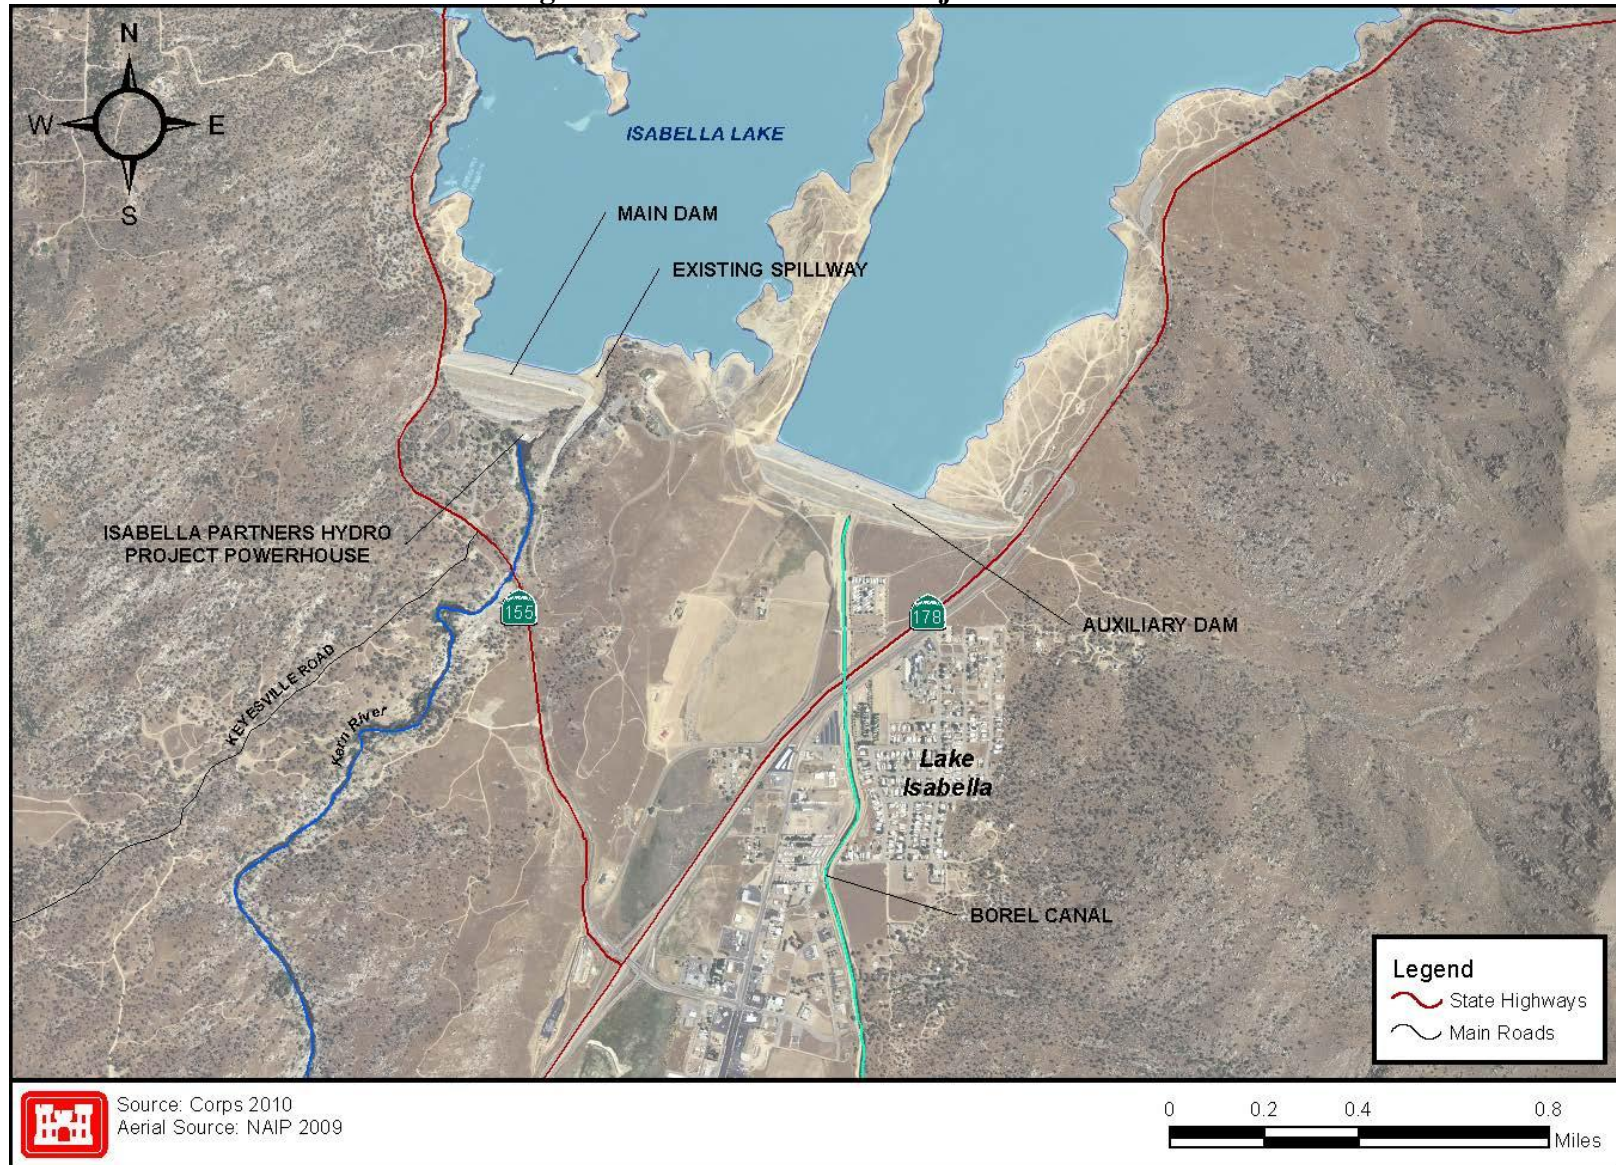 N
W E
S
ISABELLA LAKE
MAIN DAM
EXISTING SPILLWAY
ISABELLA PARTNERS HYDRO
PROJECT POWERHOUSE
155
178
AUXILIARY DAM
KEYESVILLE ROAD
Kern River
Lake
Isabella
BOREL CANAL
Legend
State Highways
Main Roads
Source: Corps 2010
Aerial Source: NAIP 2009
0 0.2 0.4 0.8
Miles